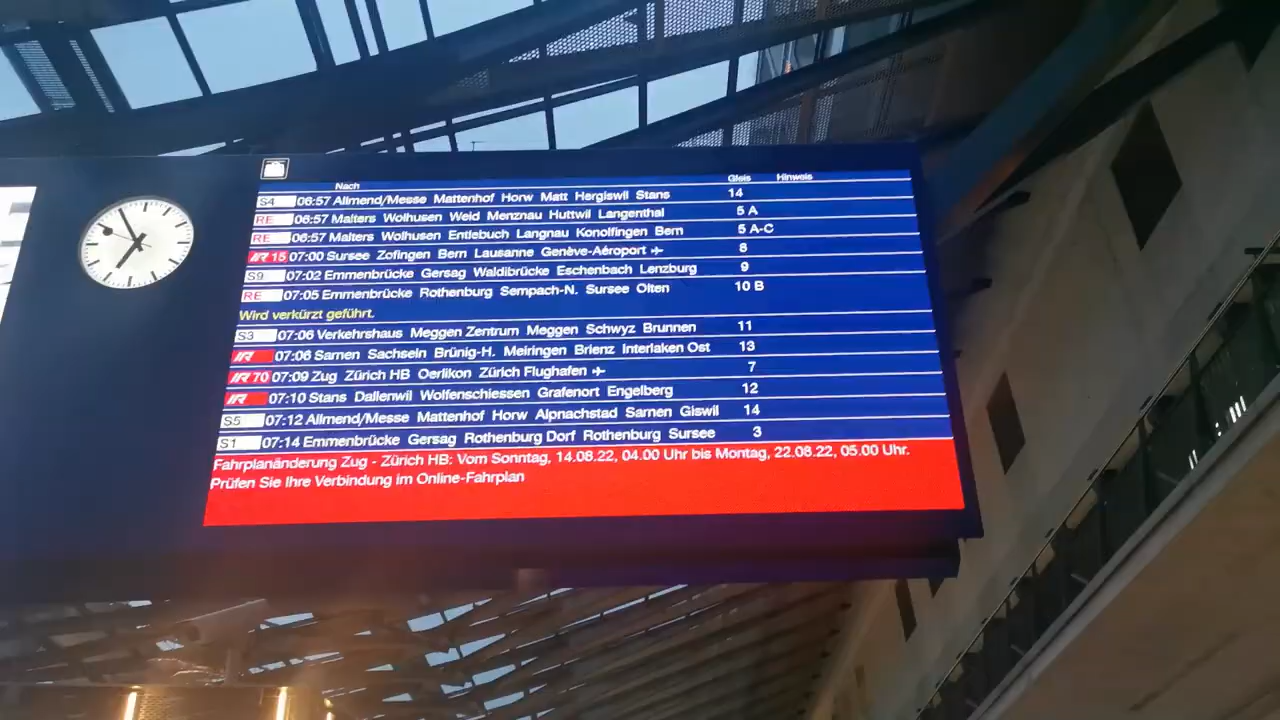 Nach Gleis Hinweis
S4 06:57 Allmend/Messe Mattenhof Horw Matt Hergiswil Stans 14
RE 06:57 Malters Wolhusen Weid Menznau Huttwil Langenthal 5 A
RE 06:57 Malters Wolhusen Entlebuch Langnau Konolfingen Bern 5 A-C
IR 15 07:00 Sursee Zofingen Bern Lausanne Genève-Aéroport 8
S9 07:02 Emmenbrücke Gersag Waldibrücke Eschenbach Lenzburg 9
RE 07:05 Emmenbrücke Rothenburg Sempach-N. Sursee Olten 10 B
Wird verkürzt geführt.
S3 07:06 Verkehrshaus Meggen Zentrum Meggen Schwyz Brunnen 11
IR 07:06 Sarnen Sachseln Brünig-H. Meiringen Brienz Interlaken Ost 13
IR 70 07:09 Zug Zürich HB Oerlikon Zürich Flughafen 7
IR 07:10 Stans Dallenwil Wolfenschiessen Grafenort Engelberg 12
S5 07:12 Allmend/Messe Mattenhof Horw Alpnachstad Sarnen Giswil 14
S1 07:14 Emmenbrücke Gersag Rothenburg Dorf Rothenburg Sursee 3
Fahrplanänderung Zug - Zürich HB: Vom Sonntag, 14.08.22, 04.00 Uhr bis Montag, 22.08.22, 05.00 Uhr.
Prüfen Sie Ihre Verbindung im Online-Fahrplan